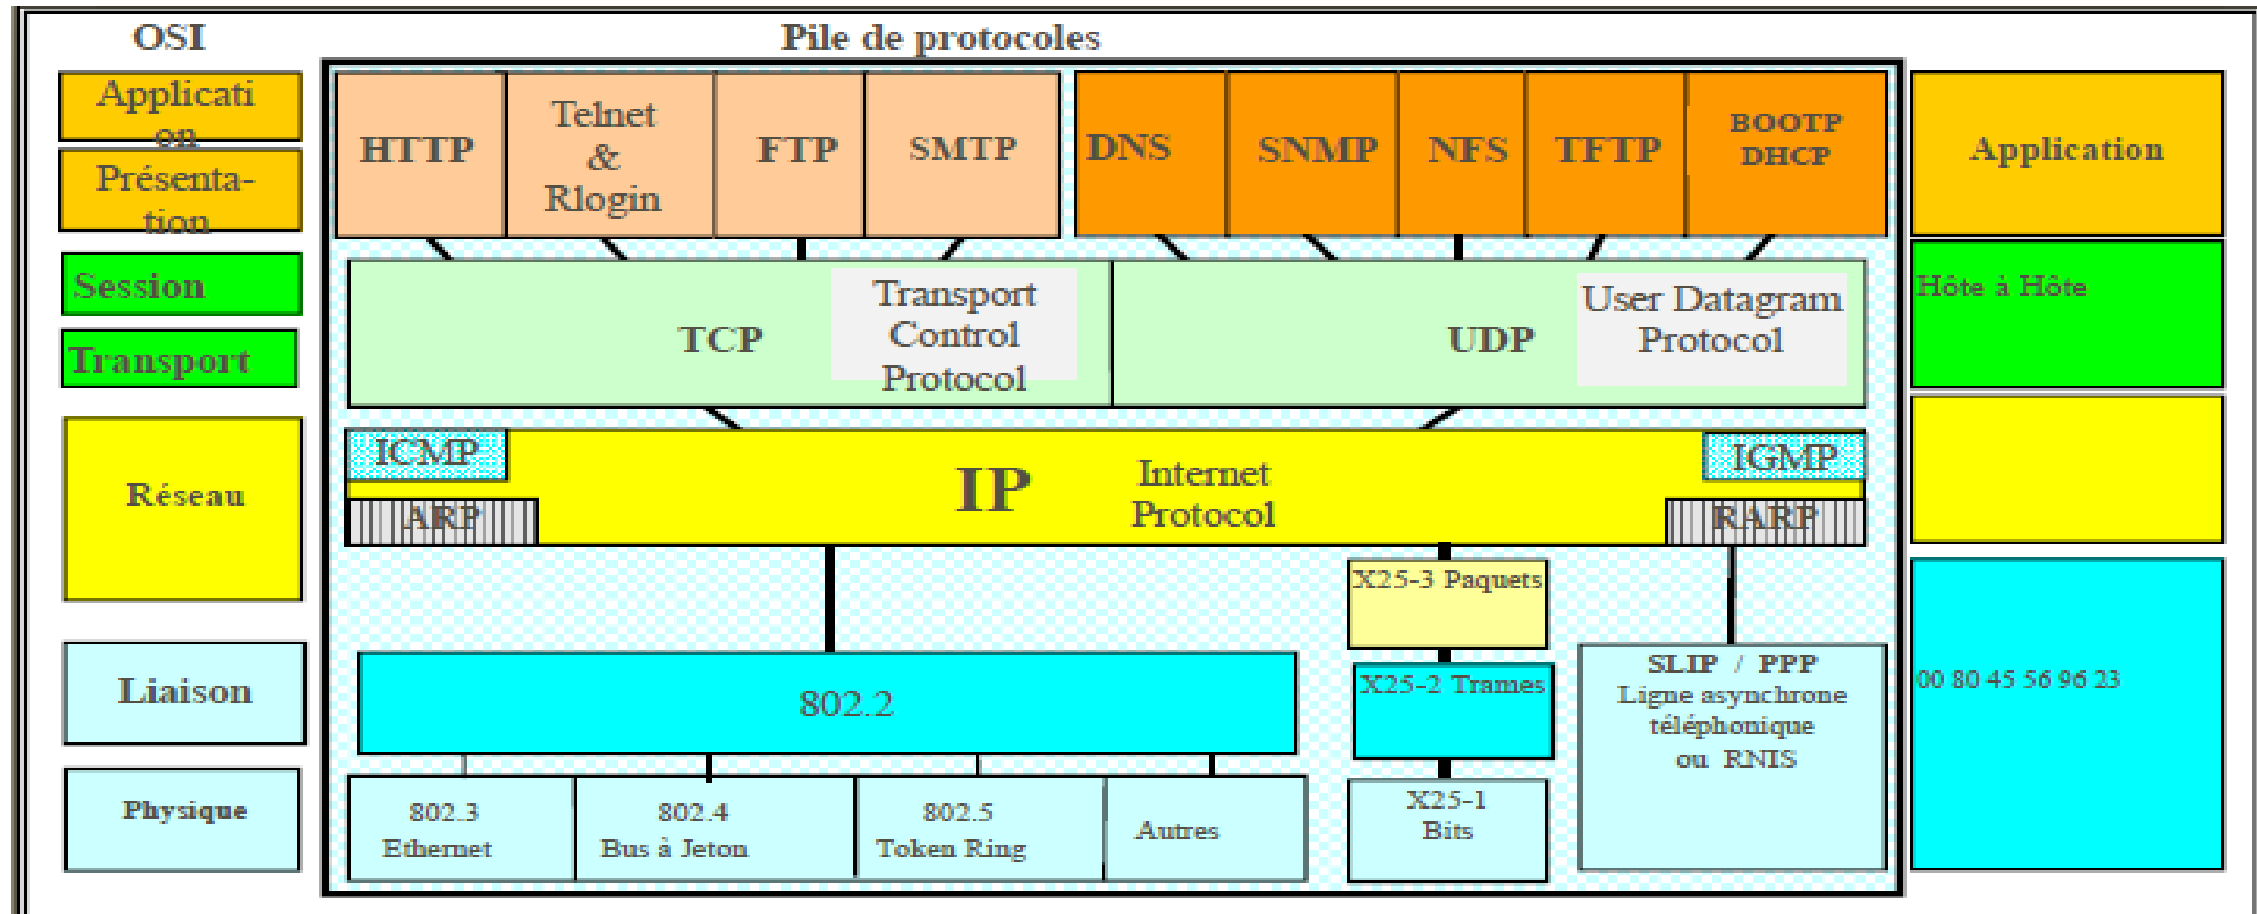 OSI
Pile de protocoles
Applicati
on
Présenta-
tion
Session
Transport
Réseau
Liaison
Physique
HTTP
Telnet
&
Rlogin
FTP
SMTP
DNS
SNMP
NFS
TFTP
BOOTP
DHCP
TCP
Transport
Control
Protocol
UDP
User Datagram
Protocol
ICMP
ARP
IP
Internet
Protocol
IGMP
RARP
X25-3 Paquets
X25-2 Trames
X25-1
Bits
SLIP / PPP
Ligne asynchrone
téléphonique
ou RNIS
802.2
802.3
Ethernet
802.4
Bus à Jeton
802.5
Token Ring
Autres
Application
Hôte à Hôte
00 80 45 56 96 23